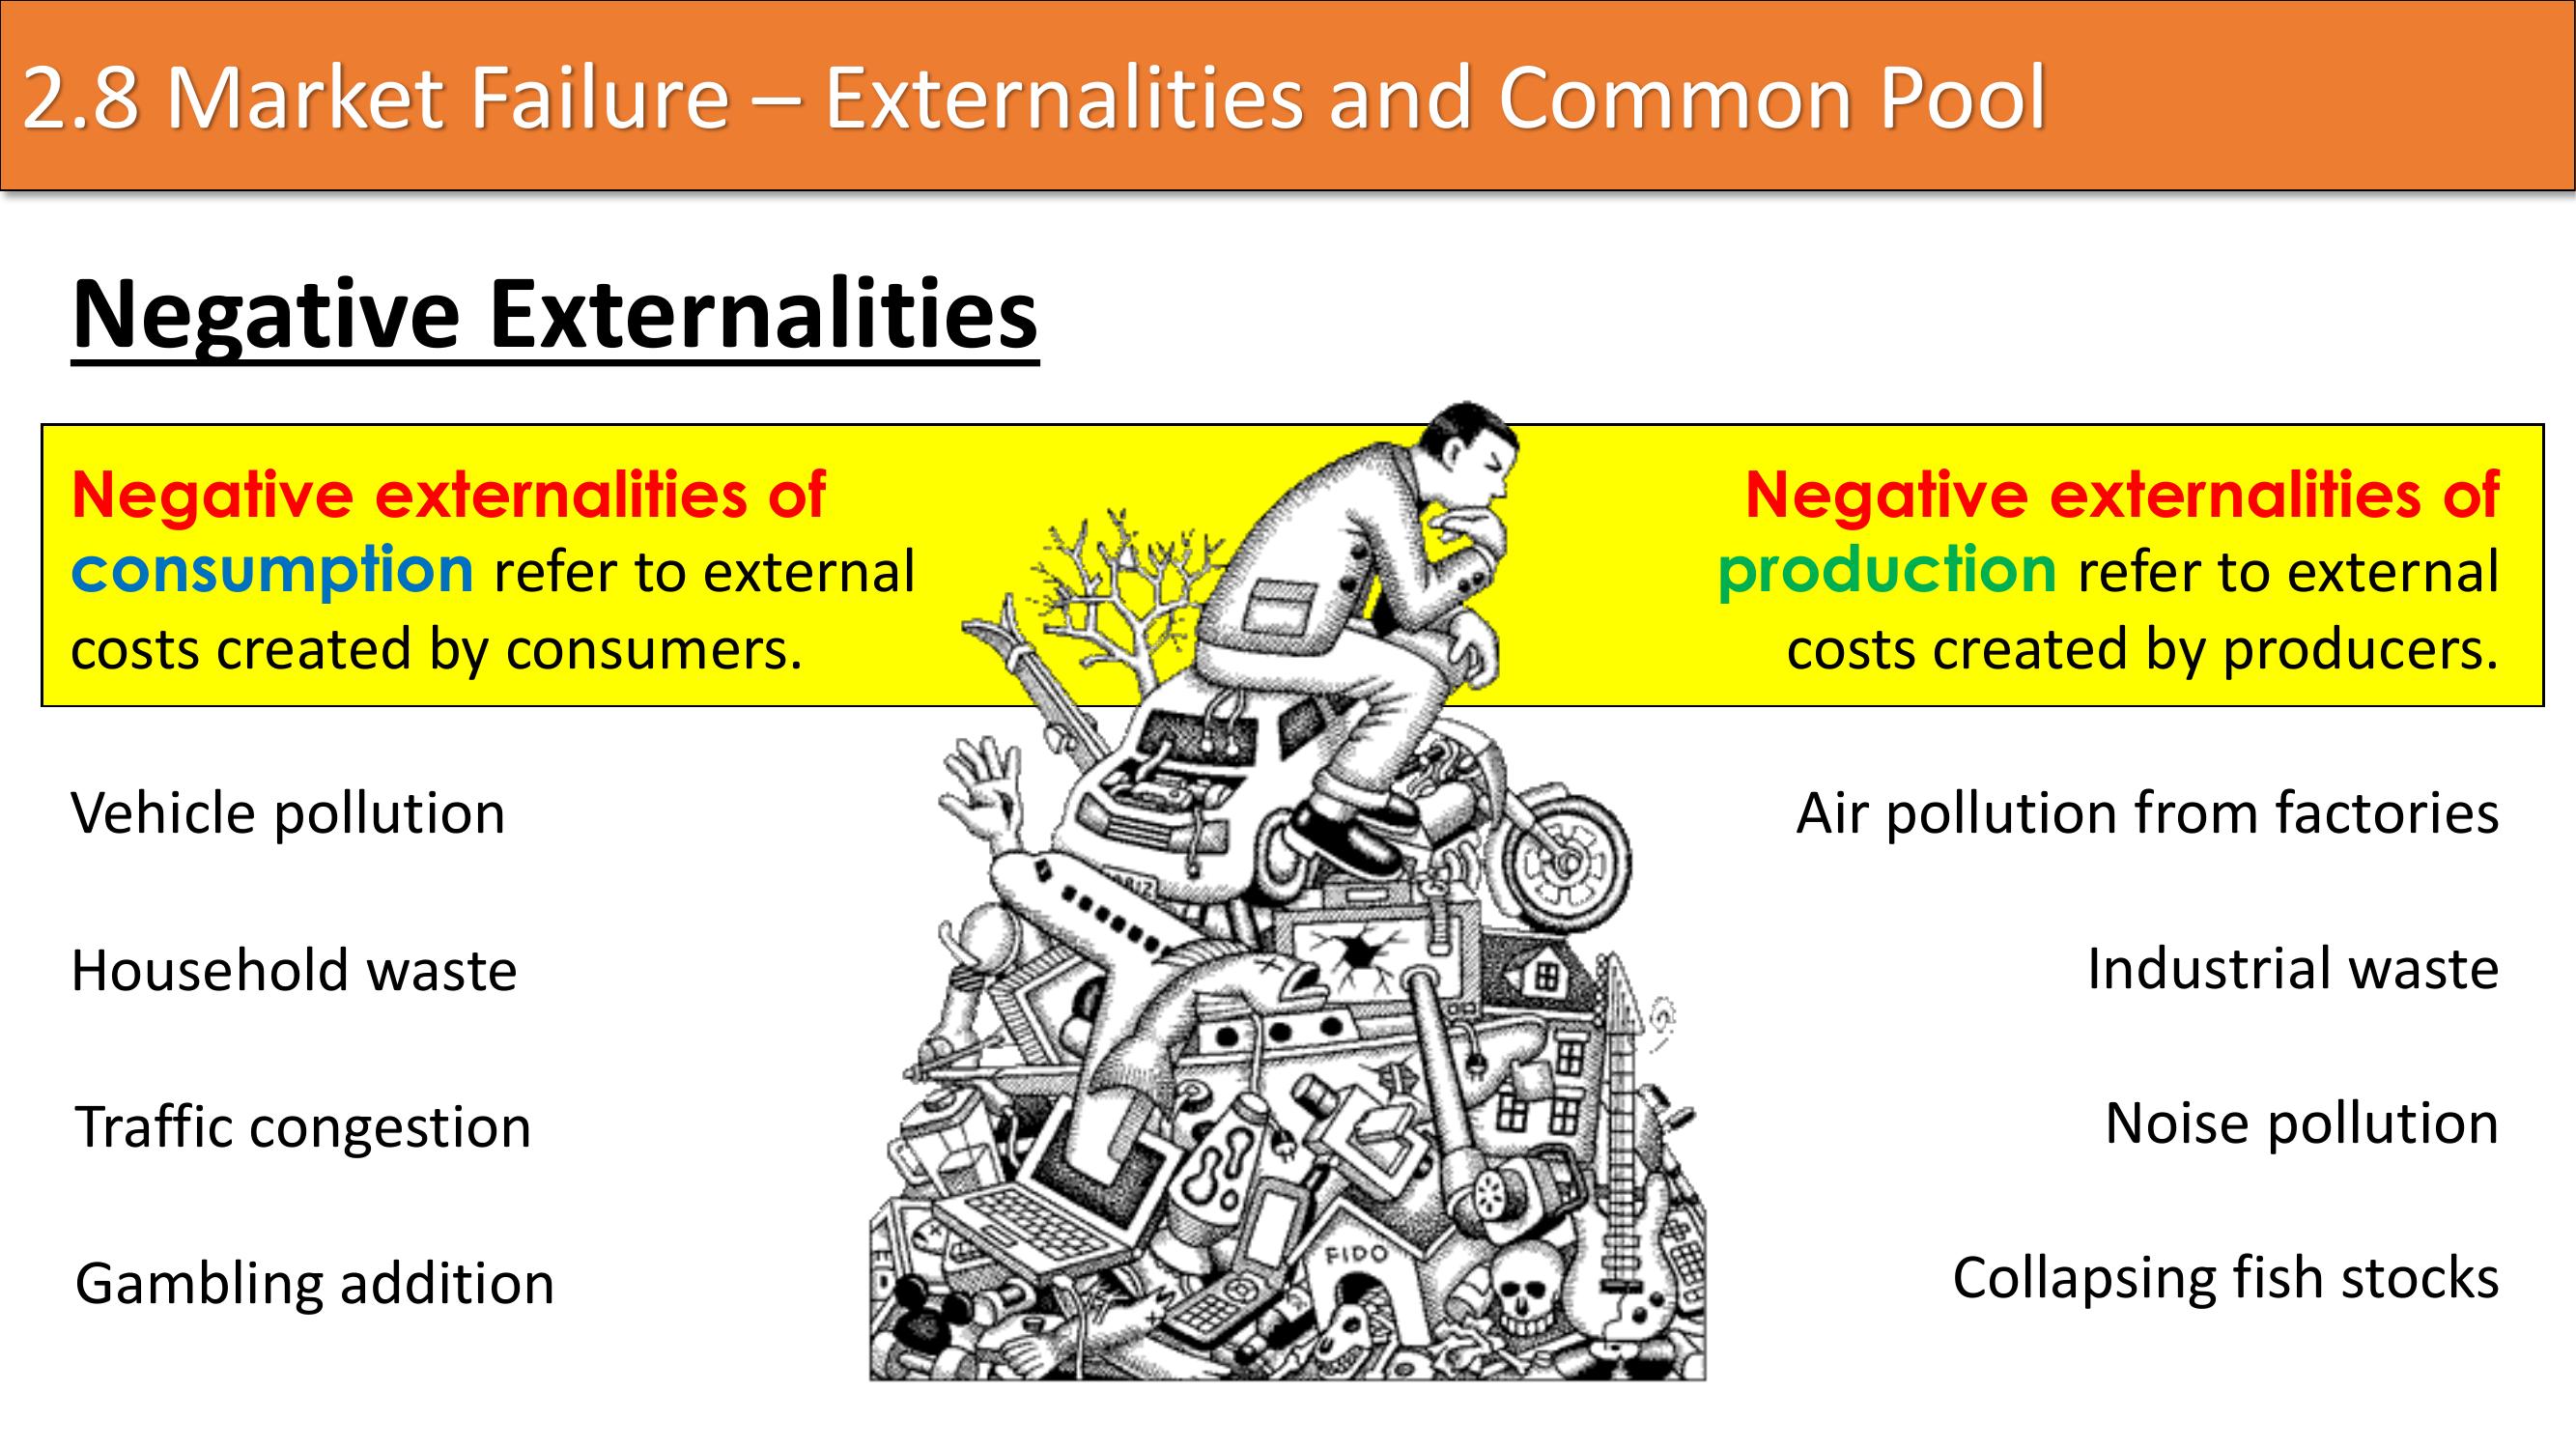 2.8 Market Failure – Externalities and Common Pool
Negative Externalities
Negative externalities of
consumption refer to external
costs created by consumers.
Negative externalities of
production refer to external
costs created by producers.
Vehicle pollution
Household waste
Traffic congestion
Gambling addition
Air pollution from factories
Industrial waste
Noise pollution
Collapsing fish stocks
FIDO